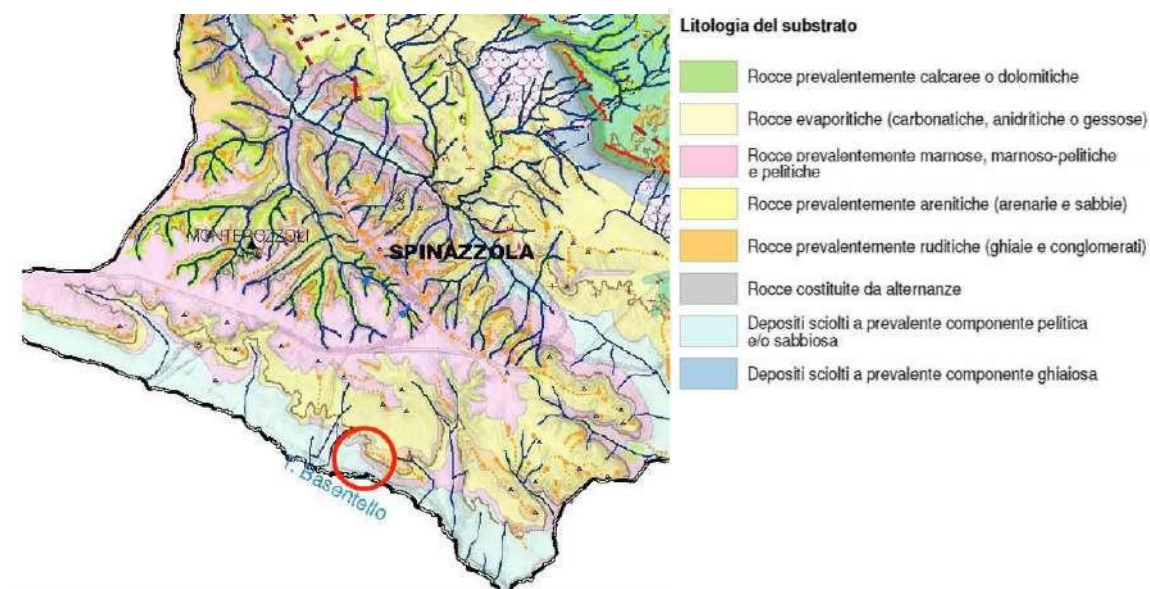 Litologia del substrato
Rocce prevalentemente calcaree o dolomitiche
Rocce evaporitiche (carbonatiche, anidritiche o gessose)
Rocce prevalentemente marnose, marnoso-pelitiche
e pelitiche
Rocce prevalentemente arenitiche (arenarie e sabbie)
Rocce prevalentemente ruditiche (ghiaie e conglomerati)
Rocce costituite da alternanze
Depositi sciolti a prevalente componente pelitica
e/o sabbiosa
Depositi sciolti a prevalente componente ghiaiosa
SPINAZZOLA
T. Basentello